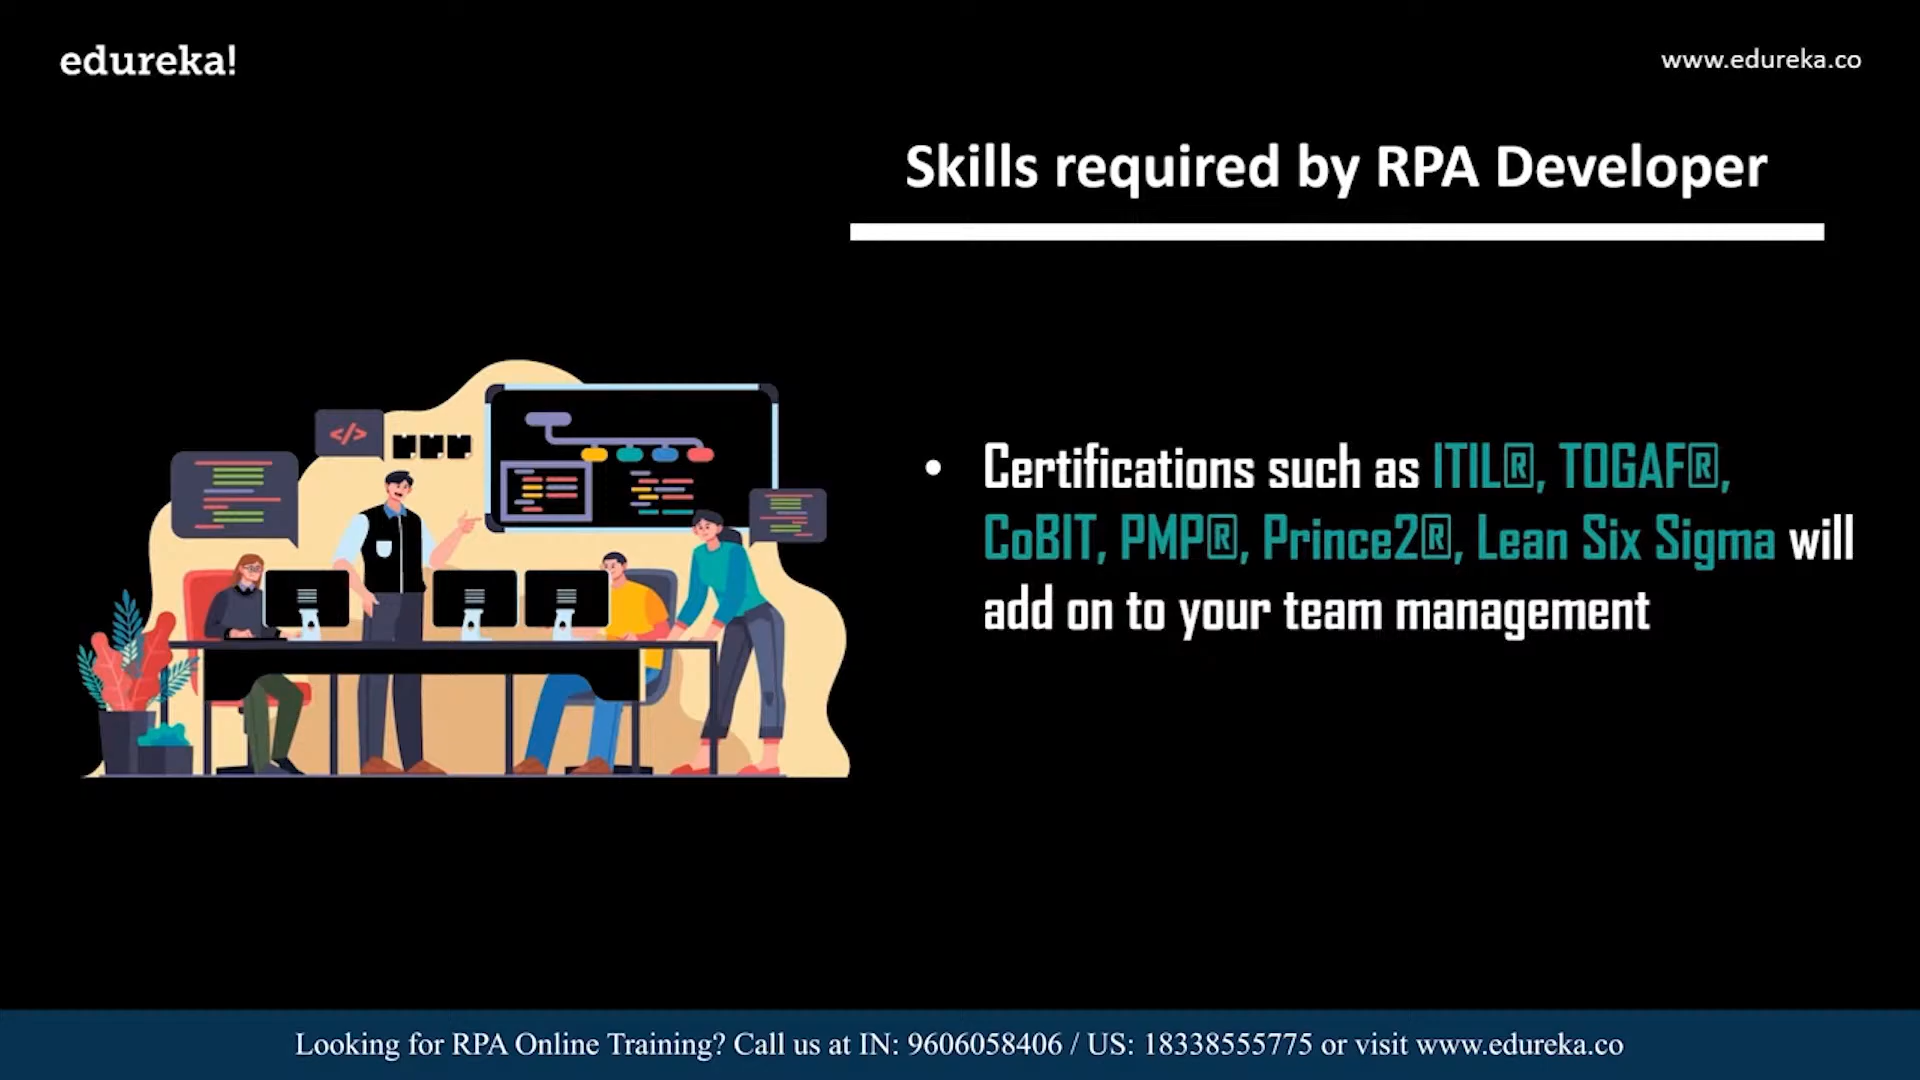 edureka!
www.edureka.co
Skills required by RPA Developer
</>
• Certifications such as ITIL®, TOGAF®,
CoBIT, PMP®, Prince2®, Lean Six Sigma will
add on to your team management
Looking for RPA Online Training? Call us at IN: 9606058406 / US: 18338555775 or visit www.edureka.co